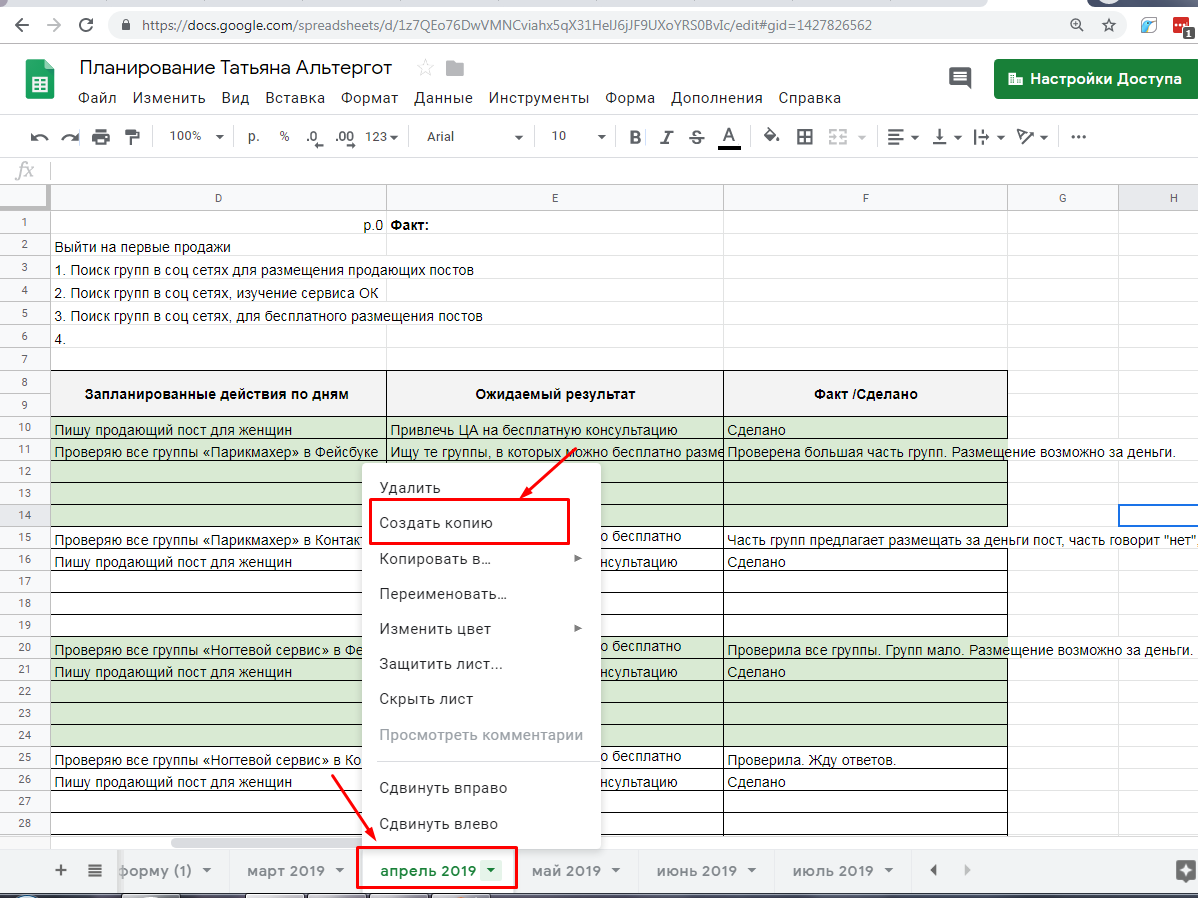 https://docs.google.com/spreadsheets/d/1z7QEo76DwVMNCviahx5qX31HelJ6jJF9UXoYRS0BvIc/edit#gid=1427826562
1
Планирование Татьяна Альтергот
Настройки Доступа
Файл Изменить Вид Вставка Формат Данные Инструменты Форма Дополнения Справка
100% р. % .0 .00 123 Arial 10 B I S A
fx
D E F G H
1 р.0 Факт:
2 Выйти на первые продажи
3 1. Поиск групп в соц сетях для размещения продающих постов
4 2. Поиск групп в соц сетях, изучение сервиса ОК
5 3. Поиск групп в соц сетях, для бесплатного размещения постов
6 4.
7
8 Запланированные действия по дням Ожидаемый результат Факт /Сделано
9
10 Пишу продающий пост для женщин Привлечь ЦА на бесплатную консультацию Сделано
11 Проверяю все группы «Парикмахер» в Фейсбуке Ищу те группы, в которых можно бесплатно разме Проверена большая часть групп. Размещение возможно за деньги.
12
13
14
15 Проверяю все группы «Парикмахер» в Контак о бесплатно Часть групп предлагает размещать за деньги пост, часть говорит "нет",
16 Пишу продающий пост для женщин нсультацию Сделано
17
18
19
20 Проверяю все группы «Ногтевой сервис» в Фе о бесплатно Проверила все группы. Групп мало. Размещение возможно за деньги.
21 Пишу продающий пост для женщин нсультацию Сделано
22
23
24
25 Проверяю все группы «Ногтевой сервис» в Ко о бесплатно Проверила. Жду ответов.
26 Пишу продающий пост для женщин нсультацию Сделано
27
28
Удалить
Создать копию
Копировать в…
Переименовать…
Изменить цвет
Защитить лист...
Скрыть лист
Просмотреть комментарии
Сдвинуть вправо
Сдвинуть влево
форму (1) март 2019 апрель 2019 май 2019 июнь 2019 июль 2019